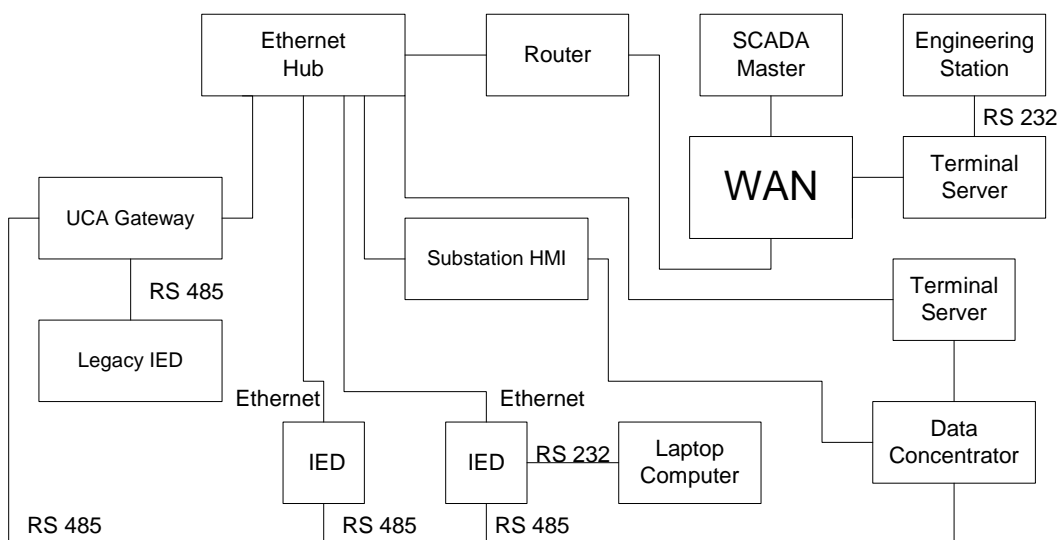 Ethernet
Hub
Router
SCADA
Master
Engineering
Station
RS 232
WAN
Terminal
Server
UCA Gateway
Substation HMI
RS 485
Terminal
Server
Legacy IED
Ethernet
Ethernet
IED
IED
RS 232
Laptop
Computer
Data
Concentrator
RS 485
RS 485
RS 485